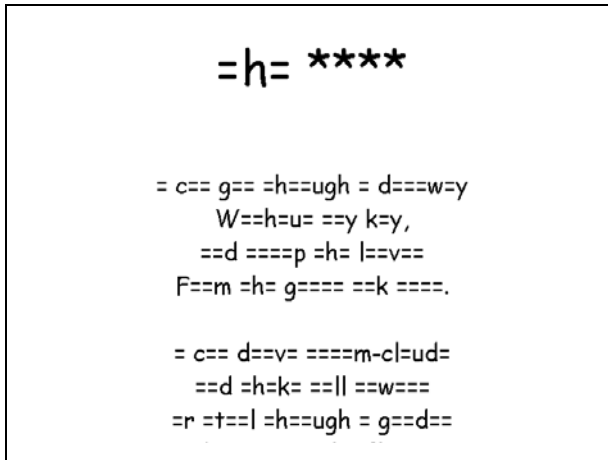 =h= ****
= c== g== =h==ugh = d===w=y
W==h=u= ==y k=y,
==d ====p =h= l==v==
F==m =h= g==== ==k ====.
= c== d==v= ====m-cl=ud=
==d =h=k= ==ll ==w===
=r =t==l =h==ugh = g==d==